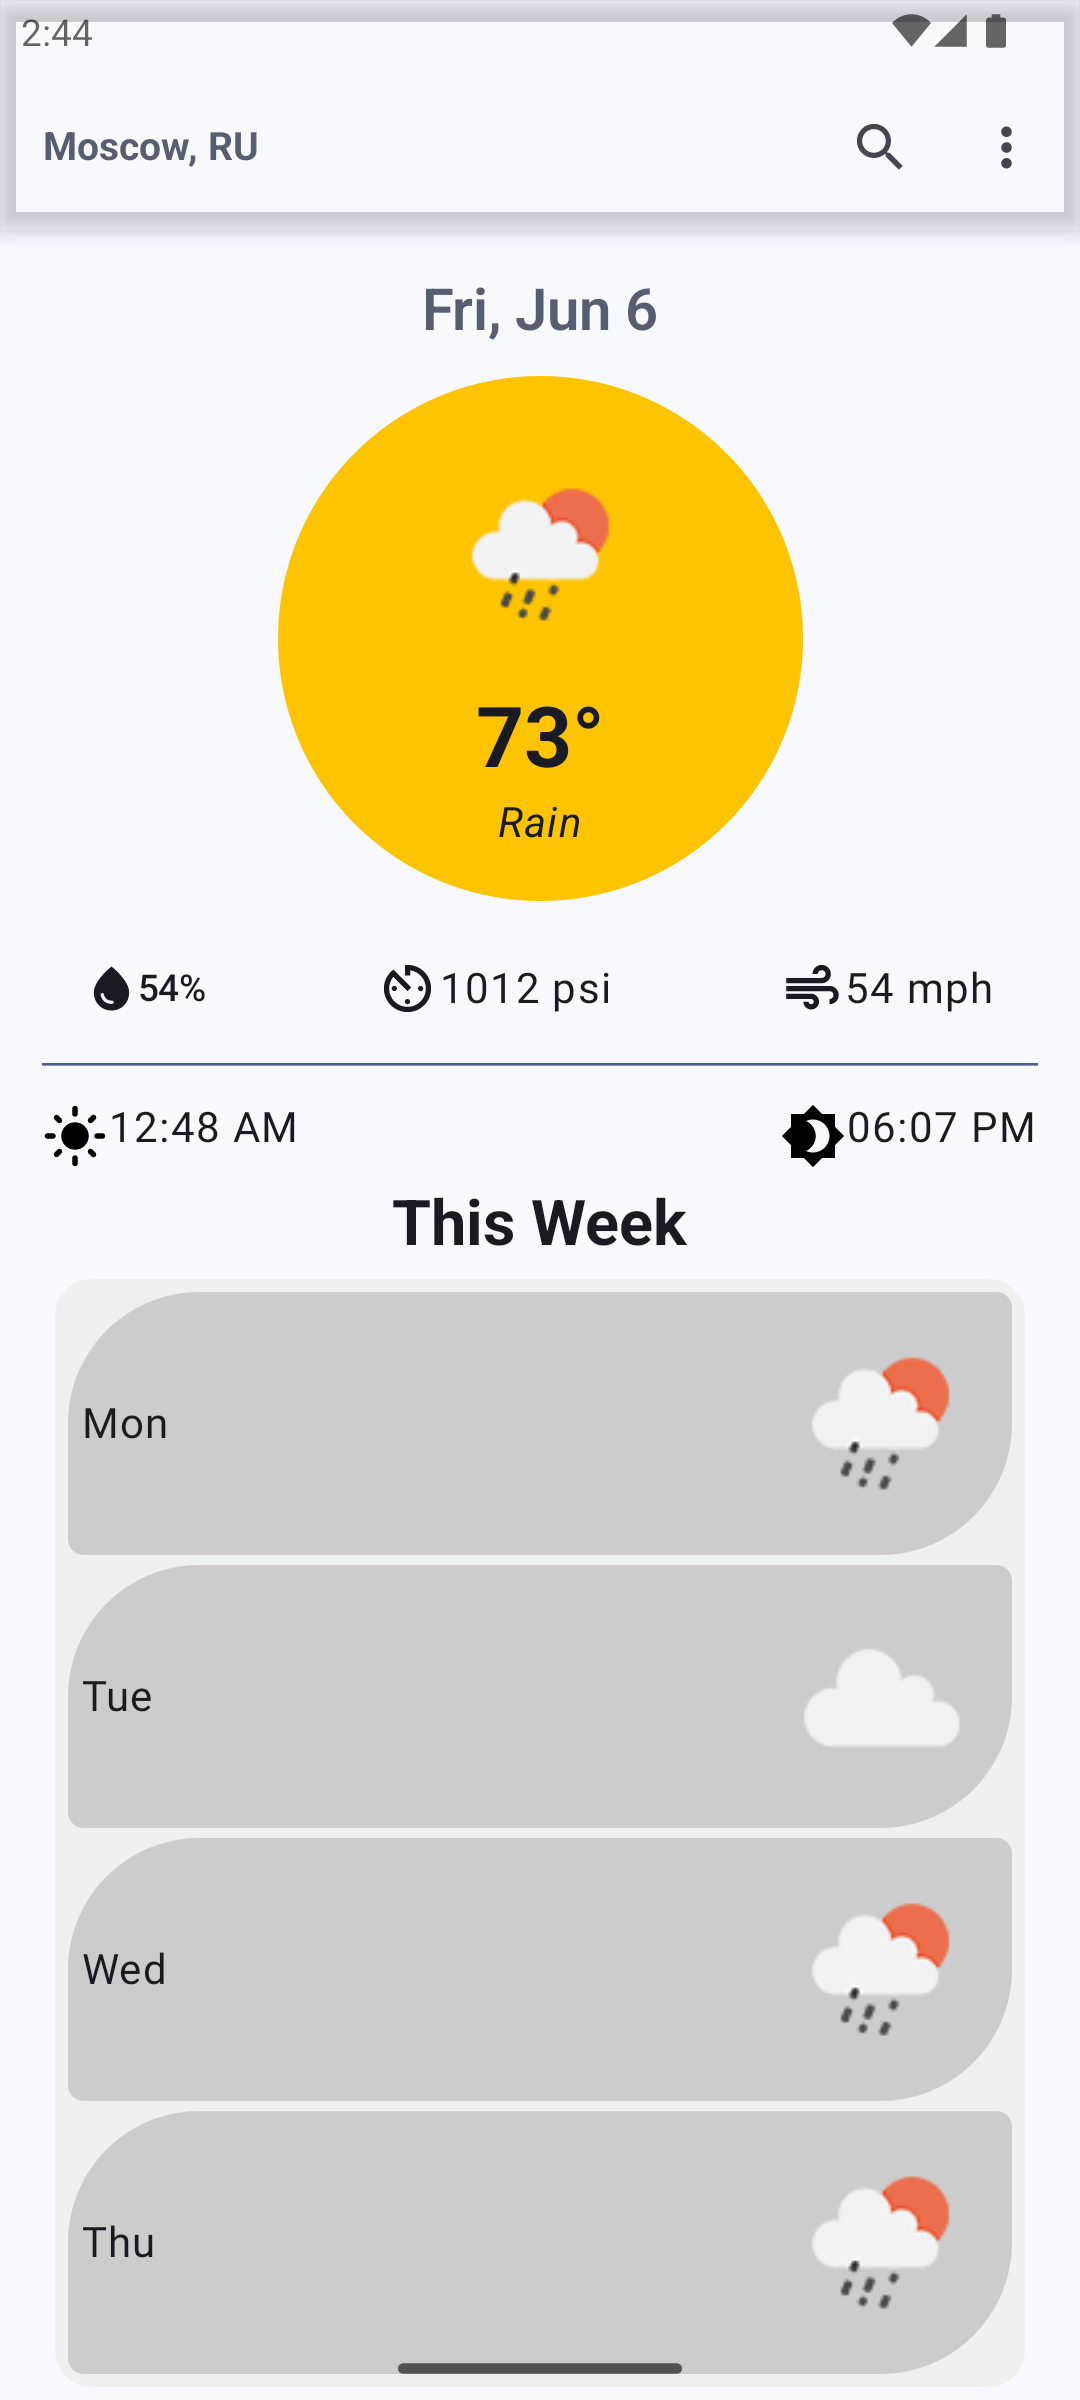 2:44
Moscow, RU
Fri, Jun 6
73°
Rain
54% 1012 psi 54 mph
12:48 AM 06:07 PM
This Week
Mon
Tue
Wed
Thu